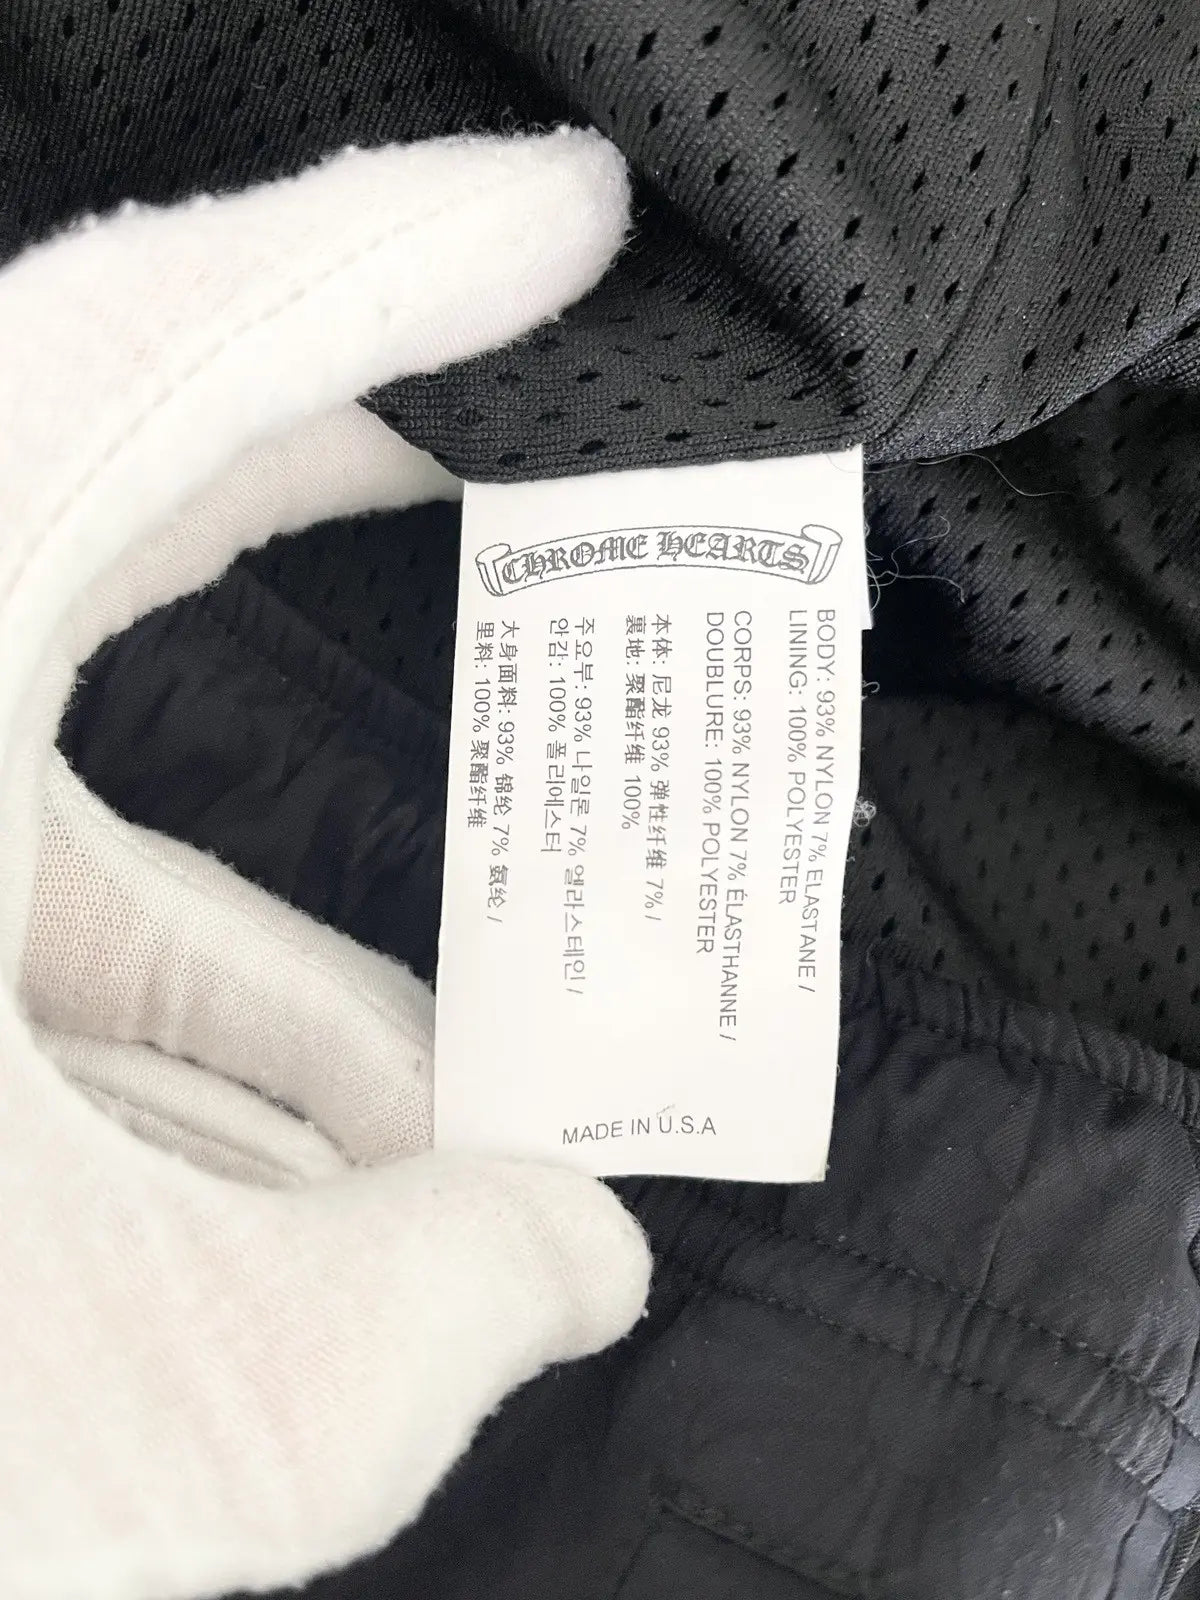 CHROME HEARTS
BODY: 93% NYLON 7% ELASTANE /
LINING: 100% POLYESTER
CORPS: 93% NYLON 7% ÉLASTHANNE /
DOUBLURE: 100% POLYESTER
本体: 尼龙 93% 弹性纤维 7% /
裏地: 聚酯纤维 100%
주요부: 93% 나일론 7% 엘라스테인 /
안감: 100% 폴리에스터
大身面料: 93% 锦纶 7% 氨纶 /
里料: 100% 聚酯纤维
MADE IN U.S.A